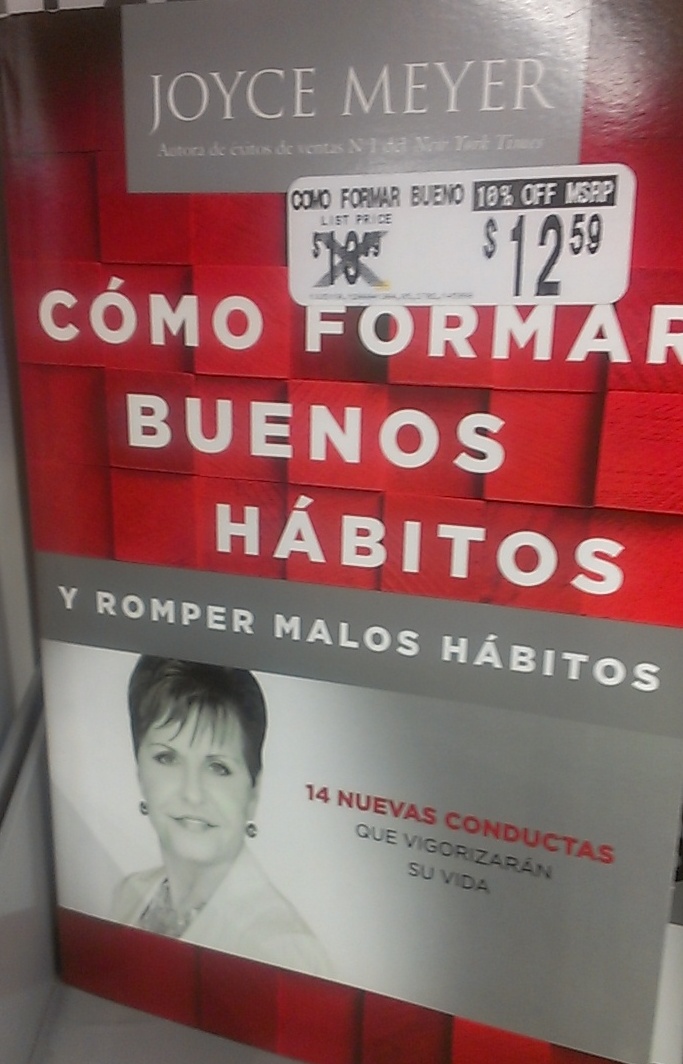 JOYCE MEYER
Autora de éxitos de ventas Nº1 del New York Times
COMO FORMAR BUENO 10% OFF MSRP
LIST PRICE
$12.59
CÓMO FORMAR
BUENOS
HÁBITOS
Y ROMPER MALOS HÁBITOS
14 NUEVAS CONDUCTAS
QUE VIGORIZARÁN
SU VIDA